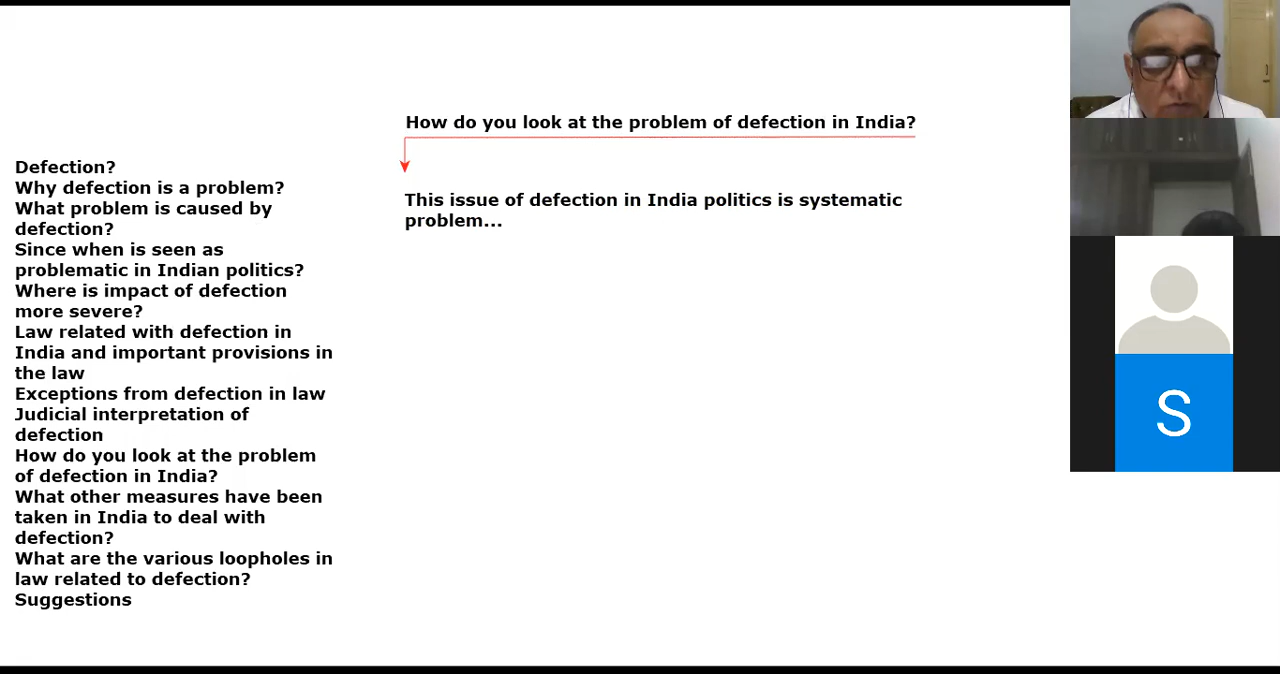 How do you look at the problem of defection in India?
This issue of defection in India politics is systematic
problem...
Defection?
Why defection is a problem?
What problem is caused by
defection?
Since when is seen as
problematic in Indian politics?
Where is impact of defection
more severe?
Law related with defection in
India and important provisions in
the law
Exceptions from defection in law
Judicial interpretation of
defection
How do you look at the problem
of defection in India?
What other measures have been
taken in India to deal with
defection?
What are the various loopholes in
law related to defection?
Suggestions
S